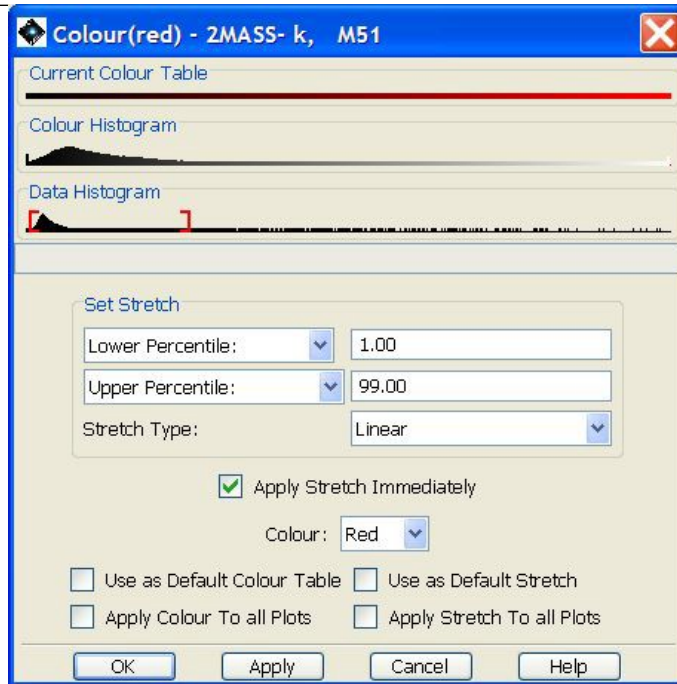 Colour(red) - 2MASS- k, M51
Current Colour Table
Colour Histogram
Data Histogram
Set Stretch
Lower Percentile: 1.00
Upper Percentile: 99.00
Stretch Type: Linear
Apply Stretch Immediately
Colour: Red
Use as Default Colour Table Use as Default Stretch
Apply Colour To all Plots Apply Stretch To all Plots
OK Apply Cancel Help